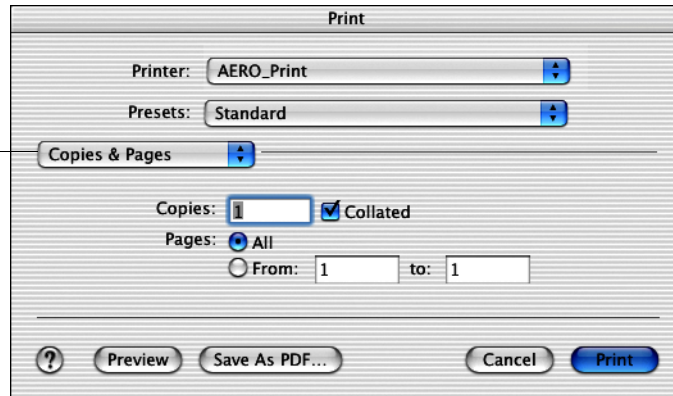 Print
Printer: AERO_Print
Presets: Standard
Copies & Pages
Copies: 1 Collated
Pages: All
From: 1 to: 1
? Preview Save As PDF... Cancel Print